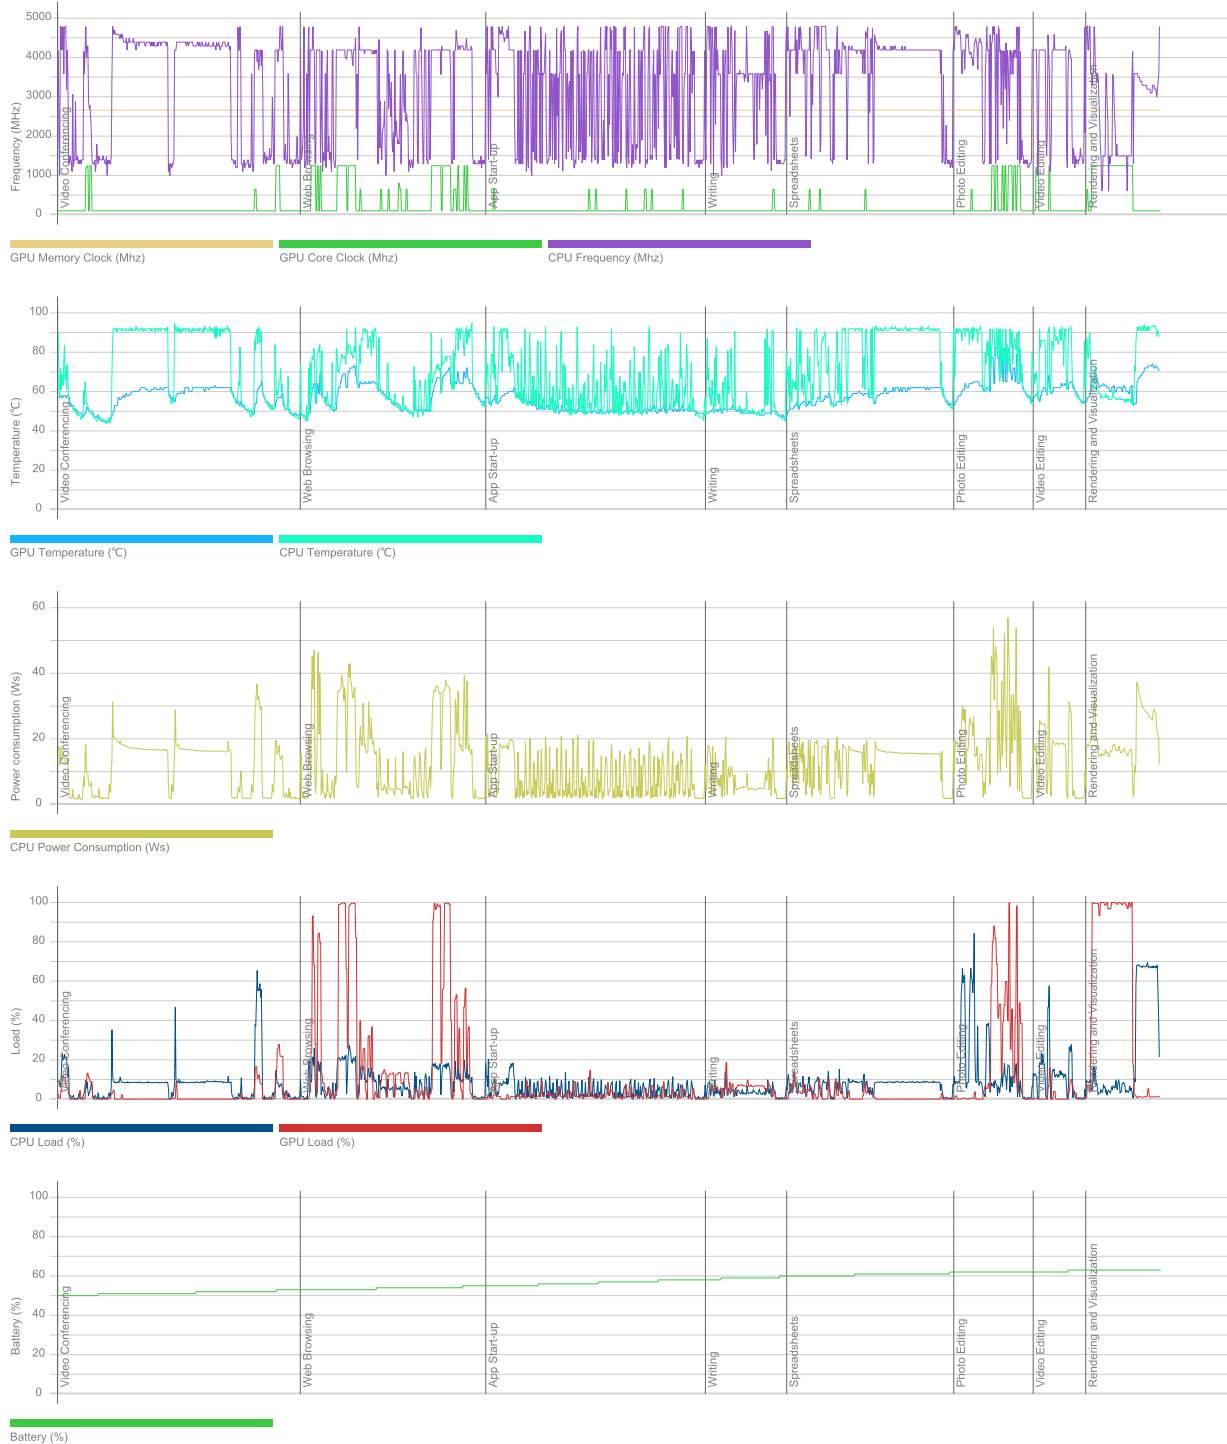 5000
4000
3000
2000
1000
0
Frequency (MHz)
Video Conferencing
Web Browsing
App Start-up
Writing
Spreadsheets
Photo Editing
Video Editing
Rendering and Visualization
GPU Memory Clock (Mhz)
GPU Core Clock (Mhz)
CPU Frequency (Mhz)
100
80
60
40
20
0
Temperature (℃)
Video Conferencing
Web Browsing
App Start-up
Writing
Spreadsheets
Photo Editing
Video Editing
Rendering and Visualization
GPU Temperature (℃)
CPU Temperature (℃)
60
40
20
0
Power consumption (Ws)
Video Conferencing
Web Browsing
App Start-up
Writing
Spreadsheets
Photo Editing
Video Editing
Rendering and Visualization
CPU Power Consumption (Ws)
100
80
60
40
20
0
Load (%)
Video Conferencing
Web Browsing
App Start-up
Writing
Spreadsheets
Photo Editing
Video Editing
Rendering and Visualization
CPU Load (%)
GPU Load (%)
100
80
60
40
20
0
Battery (%)
Video Conferencing
Web Browsing
App Start-up
Writing
Spreadsheets
Photo Editing
Video Editing
Rendering and Visualization
Battery (%)